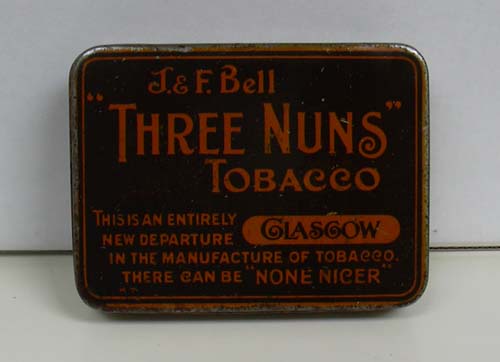 J. & F. Bell
"THREE NUNS"
TOBACCO
THIS IS AN ENTIRELY
NEW DEPARTURE
GLASGOW
IN THE MANUFACTURE OF TOBACCO.
THERE CAN BE "NONE NICER"